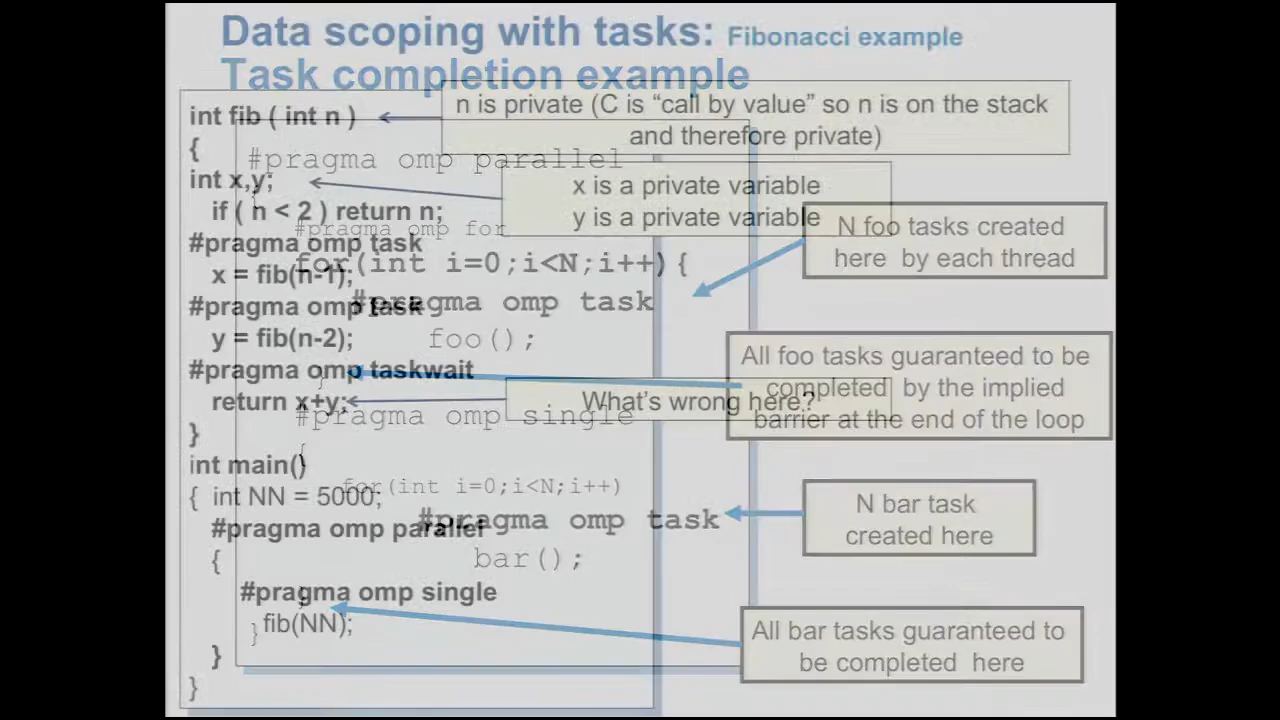 Data scoping with tasks: Fibonacci example
int fib ( int n )
{
int x,y;
if ( n < 2 ) return n;
#pragma omp task
x = fib(n-1);
#pragma omp task
y = fib(n-2);
#pragma omp taskwait
return x+y;
}
int main()
{ int NN = 5000;
#pragma omp parallel
{
#pragma omp single
fib(NN);
}
}
n is private (C is “call by value” so n is on the stack
and therefore private)
x is a private variable
y is a private variable
What’s wrong here?
Task completion example
#pragma omp parallel
{
#pragma omp for
for(int i=0;i<N;i++){
#pragma omp task
foo();
}
#pragma omp single
{
for(int i=0;i<N;i++)
#pragma omp task
bar();
}
}
N foo tasks created
here by each thread
All foo tasks guaranteed to be
completed by the implied
barrier at the end of the loop
N bar task
created here
All bar tasks guaranteed to
be completed here